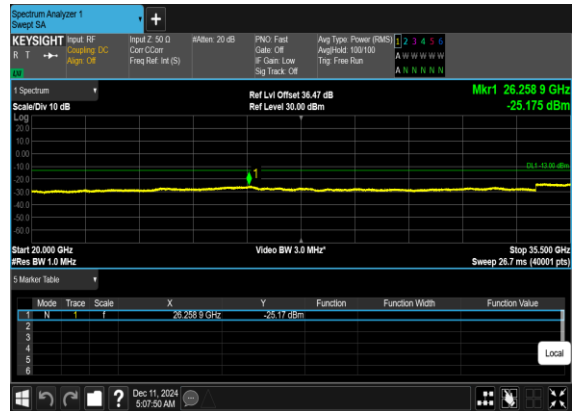 Spectrum Analyzer 1
Swept SA
+
KEYSIGHT Input: RF Input Z: 50 Ω #Atten: 20 dB PNO: Fast Avg Type: Power (RMS) 1 2 3 4 5 6
R T Coupling: DC Corr CCorr Gate: Off Avg|Hold: 100/100 A W W W W W
Align: Off Freq Ref: Int (S) IF Gain: Low Trig: Free Run
Sig Track: Off A N N N N N
1 Spectrum Ref Lvl Offset 36.47 dB Mkr1 26.258 9 GHz
Scale/Div 10 dB Ref Level 30.00 dBm -25.175 dBm
Log
20.0
10.0
0.00
-10.0 DL1 -13.00 dBm
1
-20.0
-30.0
-40.0
-50.0
-60.0
Start 20.000 GHz Video BW 3.0 MHz* Stop 35.500 GHz
#Res BW 1.0 MHz Sweep 26.7 ms (40001 pts)
5 Marker Table
Mode Trace Scale X Y Function Function Width Function Value
1 N 1 f 26.258 9 GHz -25.17 dBm
2
3
4
5
6
Local
? Dec 11, 2024
5:07:50 AM